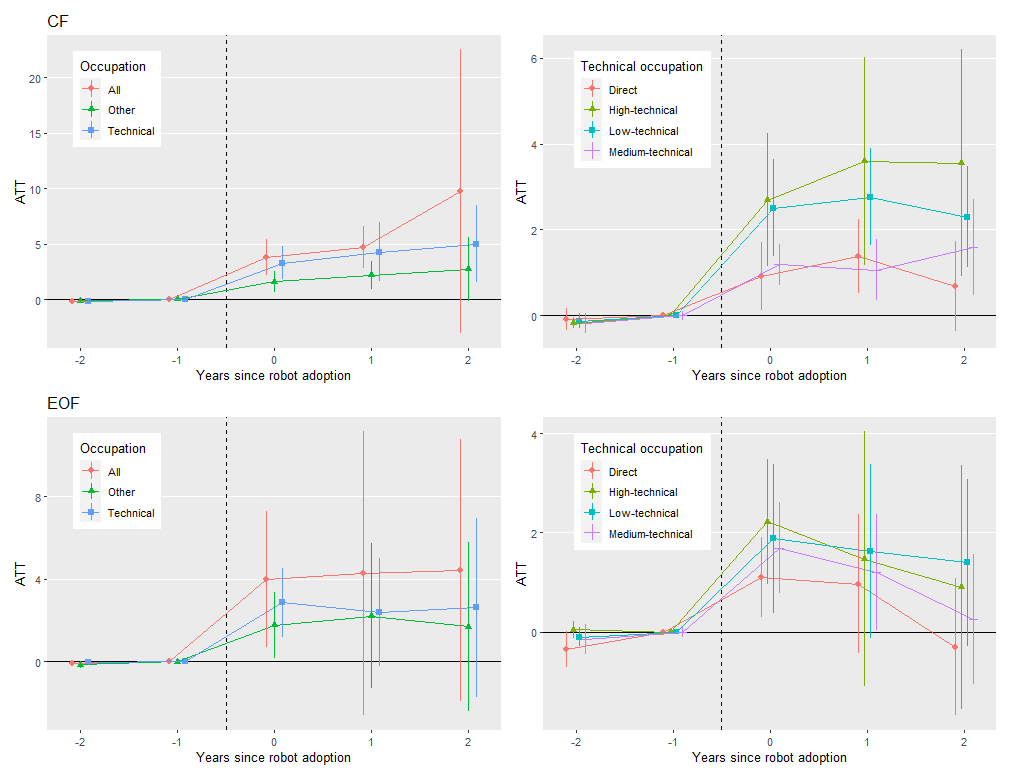 CF
ATT
20
15
10
5
0
Occupation
All
Other
Technical
-2 -1 0 1 2
Years since robot adoption
ATT
6
4
2
0
Technical occupation
Direct
High-technical
Low-technical
Medium-technical
-2 -1 0 1 2
Years since robot adoption
EOF
ATT
8
4
0
Occupation
All
Other
Technical
-2 -1 0 1 2
Years since robot adoption
ATT
4
2
0
Technical occupation
Direct
High-technical
Low-technical
Medium-technical
-2 -1 0 1 2
Years since robot adoption